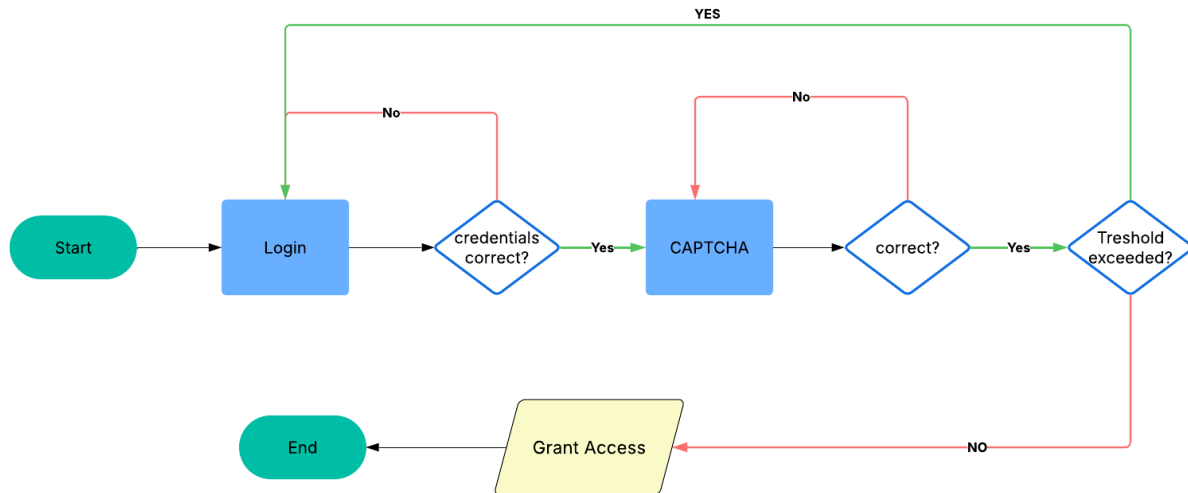 YES
No
No
Start
Login
credentials
correct?
Yes
CAPTCHA
correct?
Yes
Treshold
exceeded?
End
Grant Access
NO